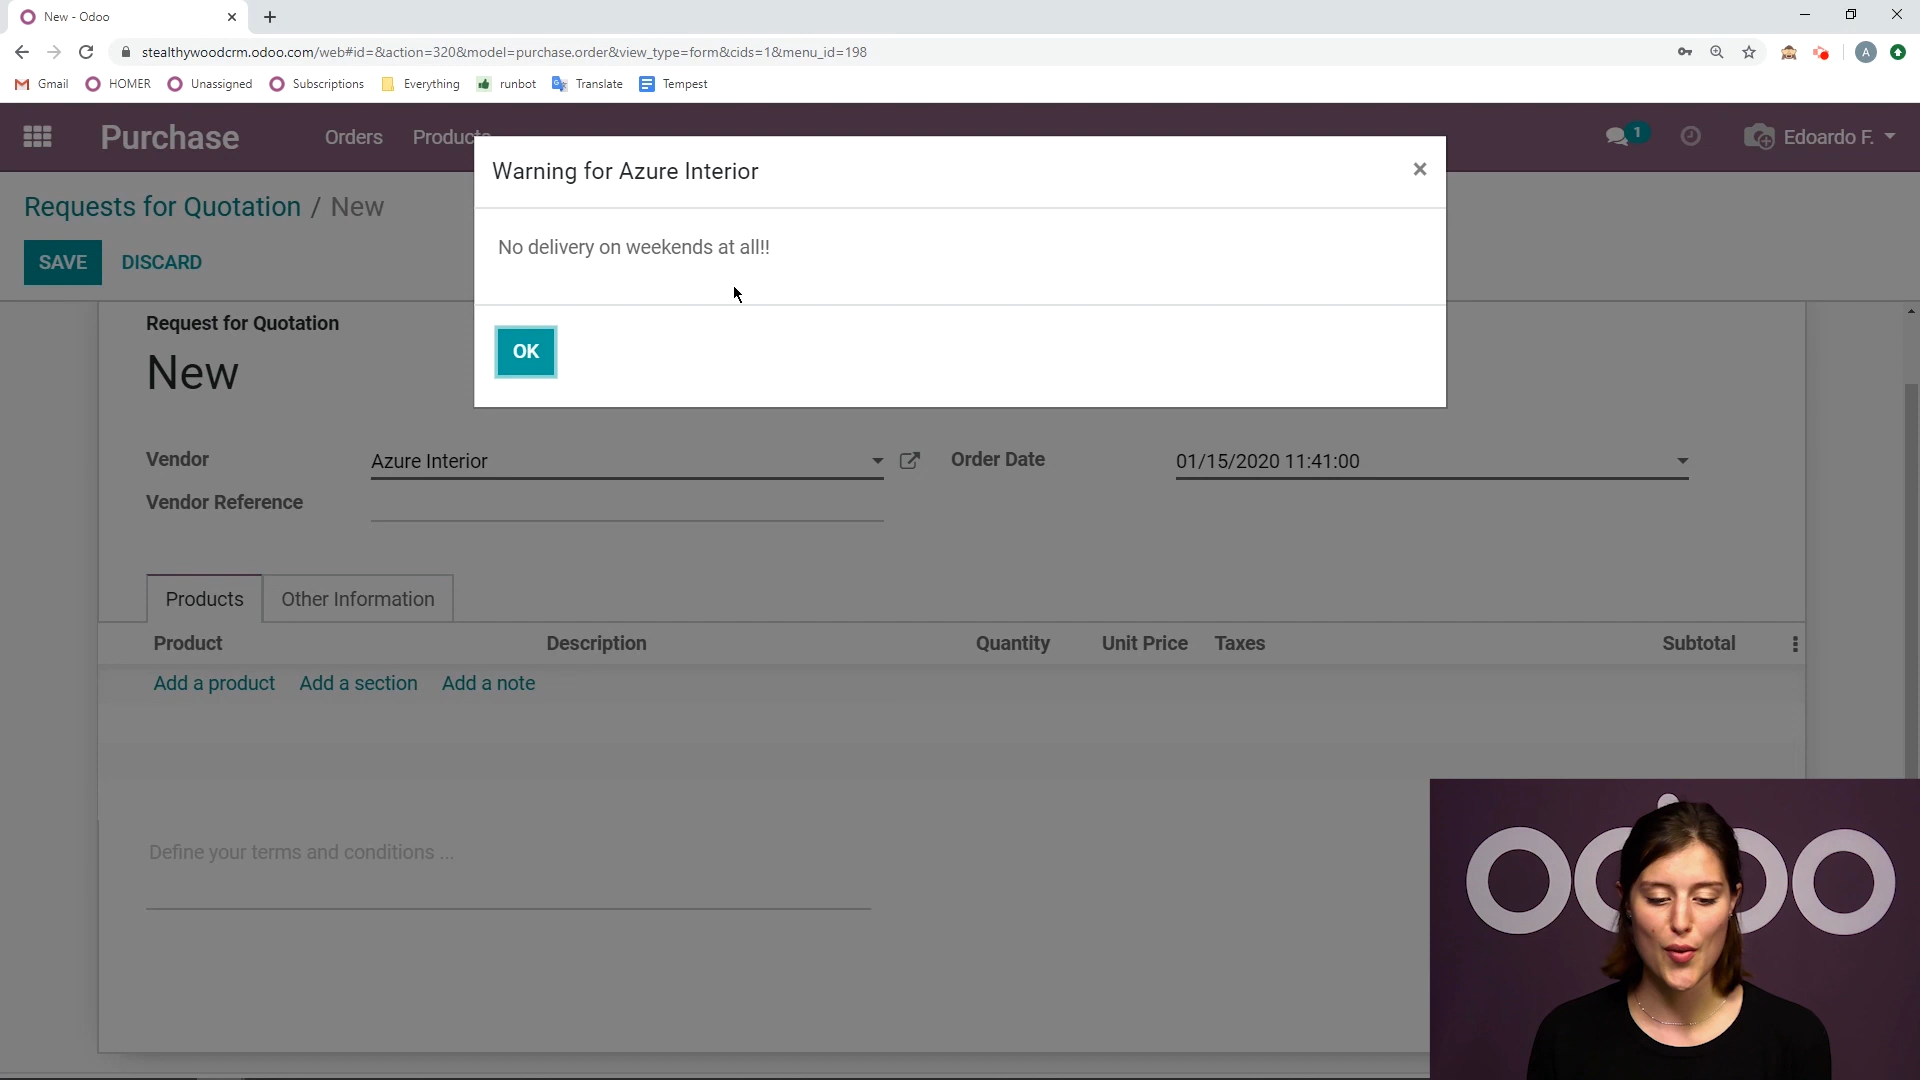 New - Odoo
stealthywoodcrm.odoo.com/web#id=&action=320&model=purchase.order&view_type=form&cids=1&menu_id=198
A
Gmail HOMER Unassigned Subscriptions Everything runbot Translate Tempest
Purchase Orders Products 1 Edoardo F.
Warning for Azure Interior
Requests for Quotation / New
SAVE DISCARD
No delivery on weekends at all!!
OK
Request for Quotation
New
Vendor Azure Interior Order Date 01/15/2020 11:41:00
Vendor Reference
Products Other Information
Product Description Quantity Unit Price Taxes Subtotal
Add a product Add a section Add a note
Define your terms and conditions ...
odoo